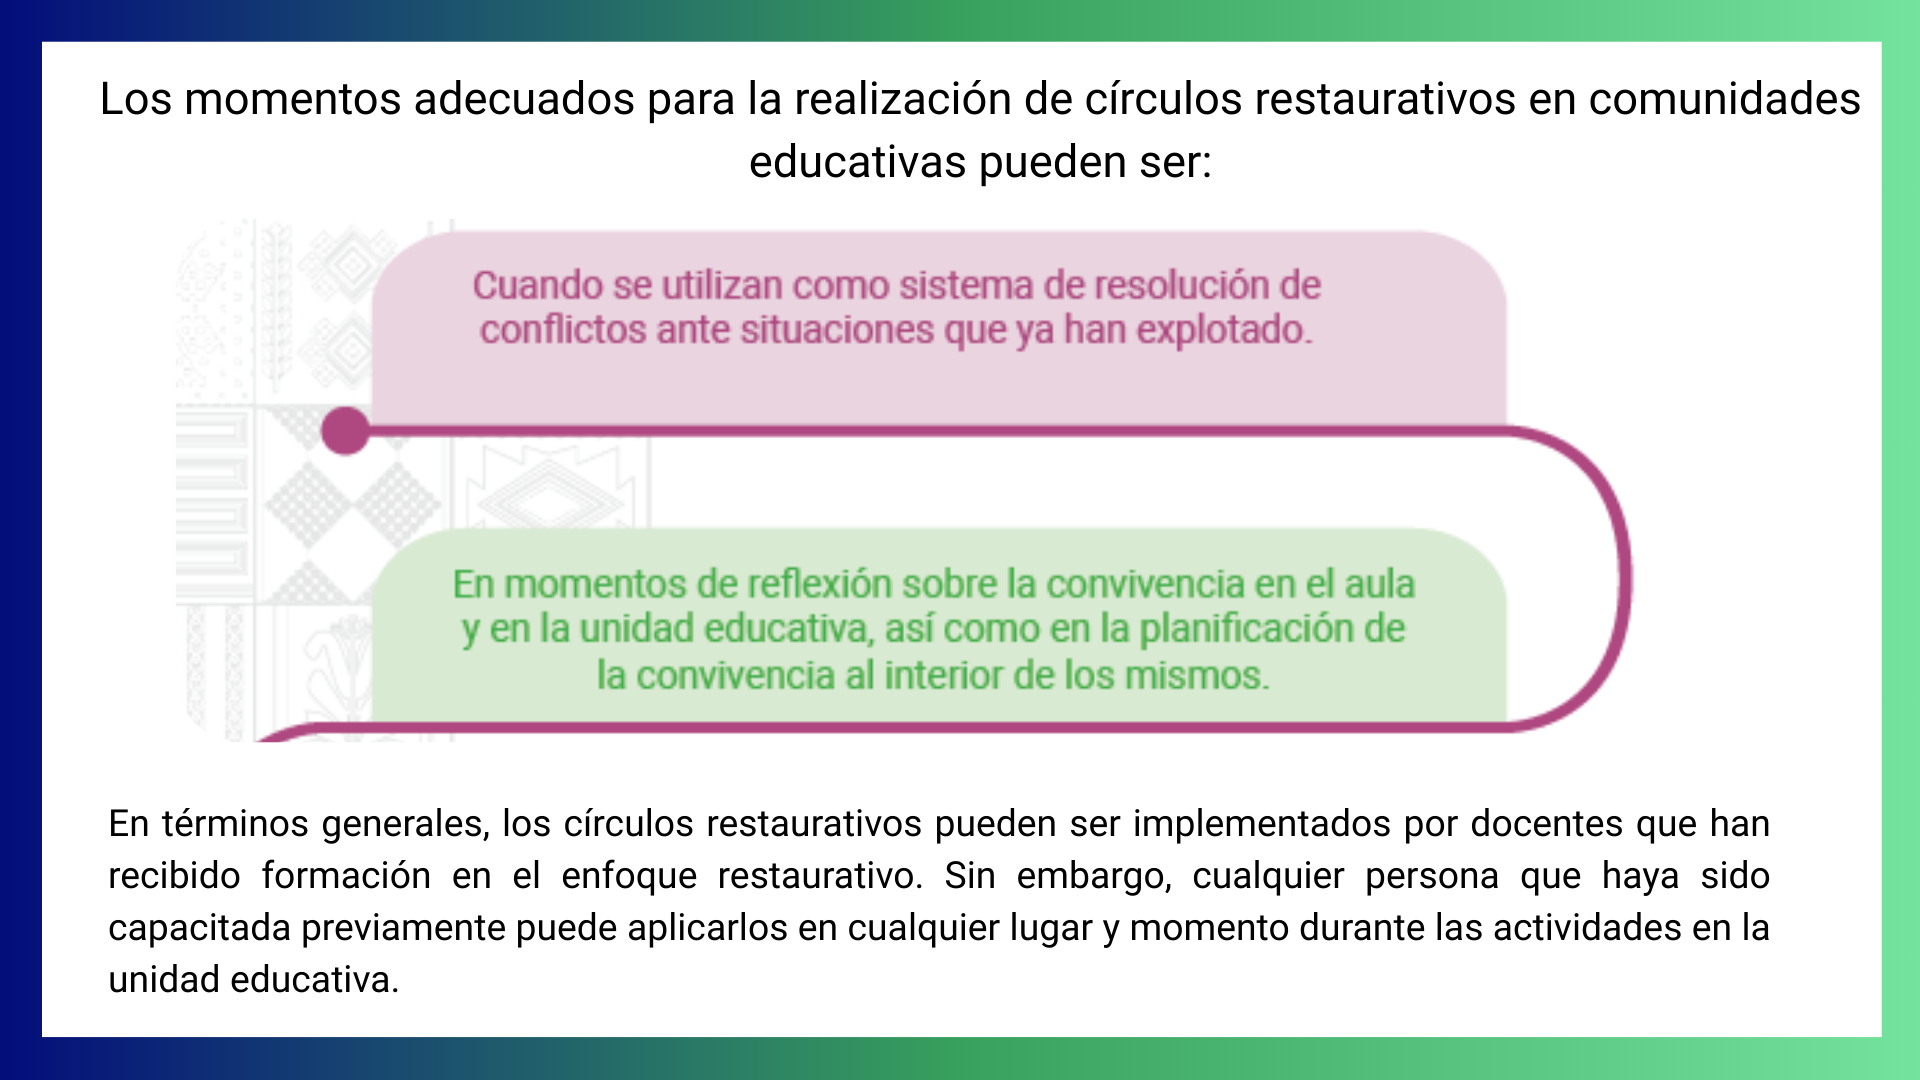 Los momentos adecuados para la realización de círculos restaurativos en comunidades
educativas pueden ser:
Cuando se utilizan como sistema de resolución de
conflictos ante situaciones que ya han explotado.
En momentos de reflexión sobre la convivencia en el aula
y en la unidad educativa, así como en la planificación de
la convivencia al interior de los mismos.
En términos generales, los círculos restaurativos pueden ser implementados por docentes que han
recibido formación en el enfoque restaurativo. Sin embargo, cualquier persona que haya sido
capacitada previamente puede aplicarlos en cualquier lugar y momento durante las actividades en la
unidad educativa.